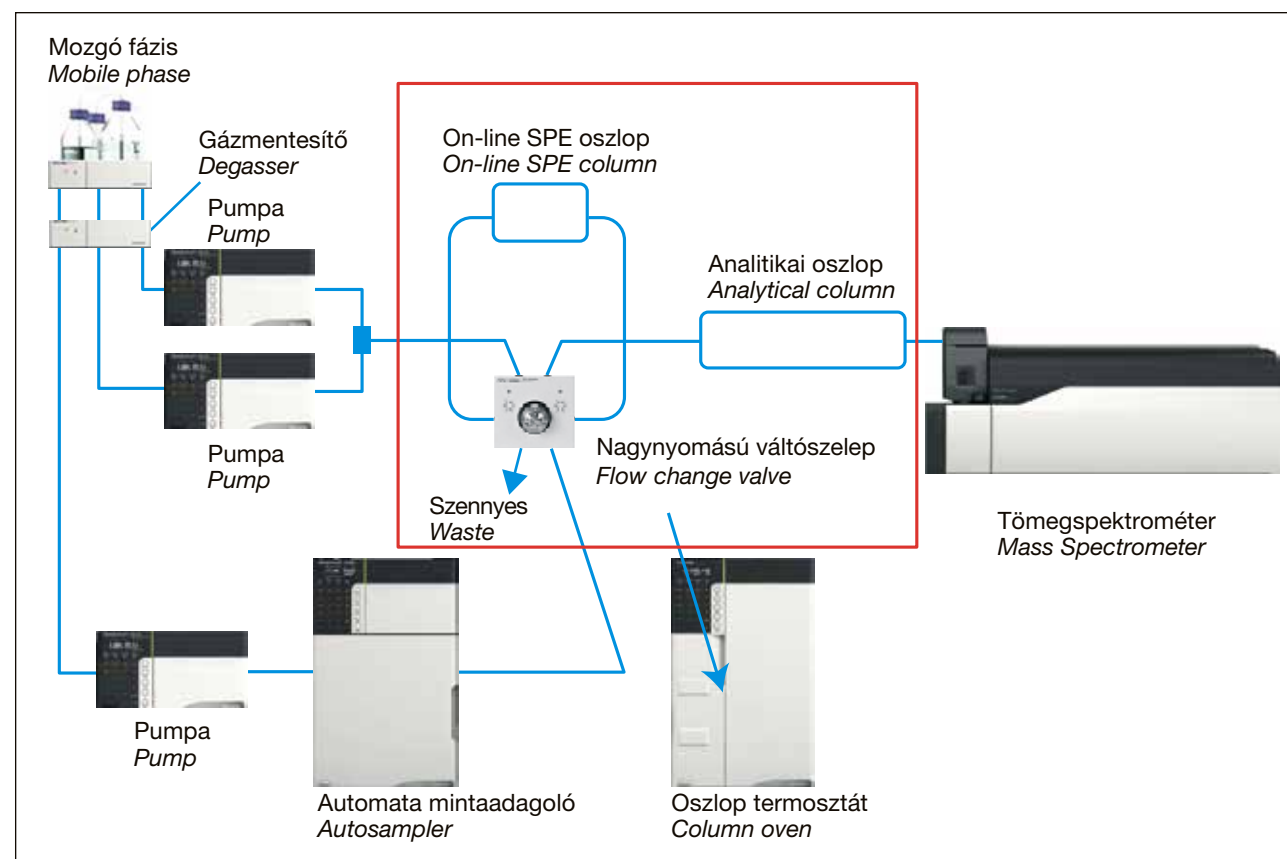 Mozgó fázis
Mobile phase
Gázmentesítő
Degasser
Pumpa
Pump
On-line SPE oszlop
On-line SPE column
Analitikai oszlop
Analytical column
Pumpa
Pump
Nagynyomású váltószelep
Flow change valve
Szennyes
Waste
Tömegspektrométer
Mass Spectrometer
Pumpa
Pump
Automata mintaadagoló
Autosampler
Oszlop termosztát
Column oven